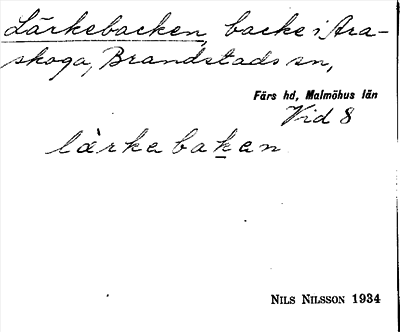 Lärkebacken, backe i Ara-
skoga, Brandstads sn,
Färs hd, Malmöhus län
Vid 8
lärkebaken
NILS NILSSON 1934